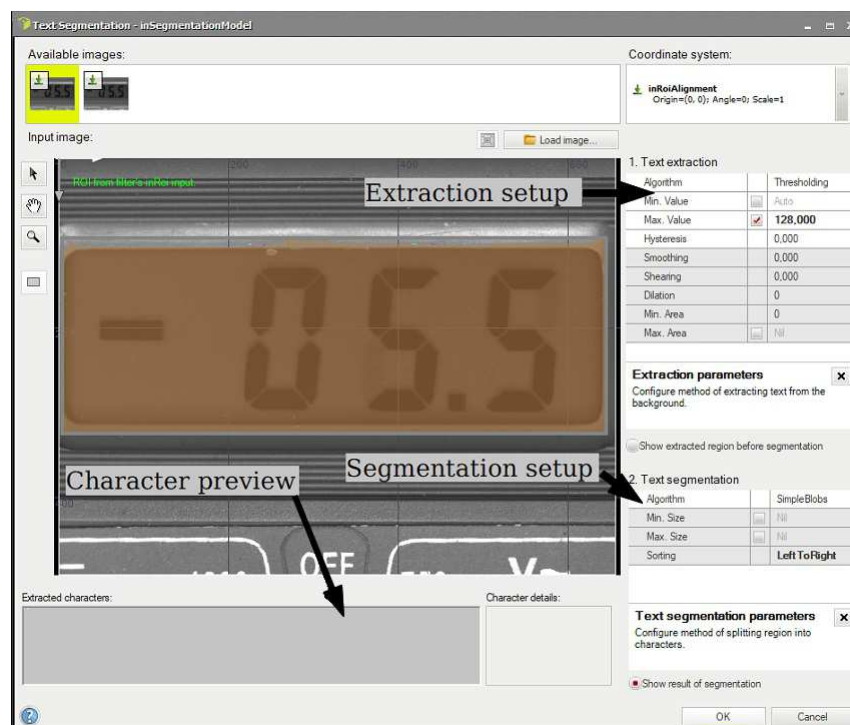 Text Segmentation - inSegmentationModel
Available images:
Coordinate system:
inRoiAlignment
Origin=(0, 0); Angle=0; Scale=1
Input image:
Load image...
ROI from filter's inRoi input.
200
400
600
Extraction setup
1. Text extraction
Algorithm Thresholding
Min. Value Auto
Max. Value 128,000
Hysteresis 0,000
Smoothing 0,000
Shearing 0,000
Dilation 0
Min. Area 0
Max. Area Nil
- 05.5
Extraction parameters
Configure method of extracting text from the
background.
Show extracted region before segmentation
Character preview
Segmentation setup
2. Text segmentation
Algorithm SimpleBlobs
Min. Size Nil
Max. Size Nil
Sorting LeftToRight
OFF
V~
Extracted characters:
Character details:
Text segmentation parameters
Configure method of splitting region into
characters.
Show result of segmentation
OK
Cancel